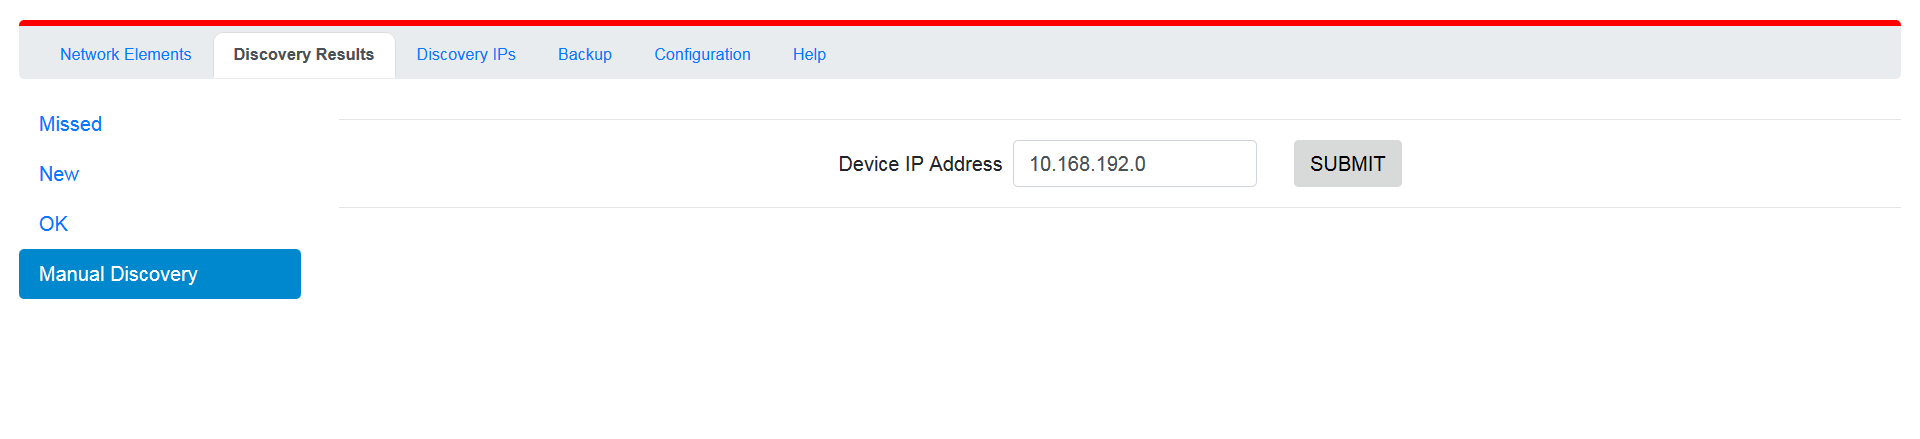 Network Elements Discovery Results Discovery IPs Backup Configuration Help
Missed
New
OK
Manual Discovery
Device IP Address 10.168.192.0 SUBMIT